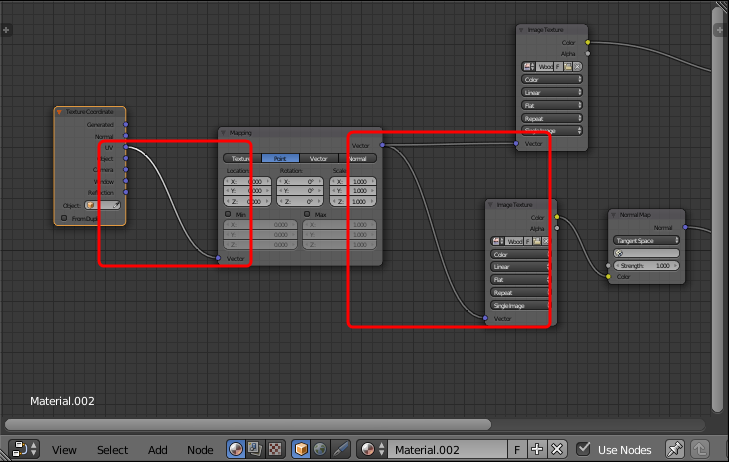 Image Texture
Color
Alpha
Wood F
Color
Linear
Flat
Repeat
Single Image
Vector
Texture Coordinate
Generated
Normal
UV
Object
Camera
Window
Reflection
Object:
From Dupli
Mapping
Vector
Texture Point Vector Normal
Location: Rotation: Scale:
X: 0.000 X: 0° X: 1.000
Y: 0.000 Y: 0° Y: 1.000
Z: 0.000 Z: 0° Z: 1.000
Min Max
X: 0.000 X: 1.000
Y: 0.000 Y: 1.000
Z: 0.000 Z: 1.000
Vector
Image Texture
Color
Alpha
Wood F
Color
Linear
Flat
Repeat
Single Image
Vector
Normal Map
Normal
Tangent Space
Strength: 1.000
Color
Material.002
View Select Add Node Material.002 F Use Nodes